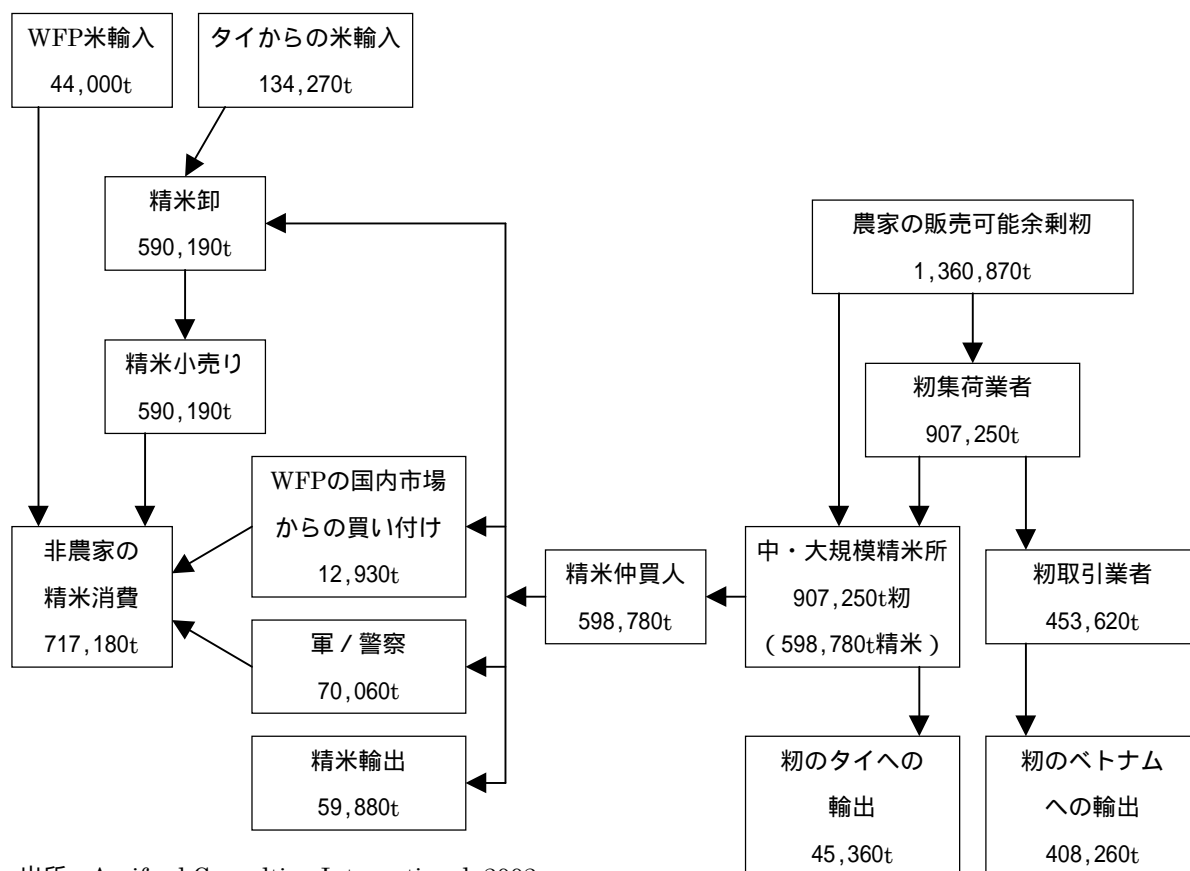 WFP米輸入
44,000t
タイからの米輸入
134,270t
精米卸
590,190t
農家の販売可能余剰籾
1,360,870t
精米小売り
590,190t
籾集荷業者
907,250t
WFPの国内市場
からの買い付け
12,930t
非農家の
精米消費
717,180t
精米仲買人
598,780t
中・大規模精米所
907,250t籾
(598,780t精米)
籾取引業者
453,620t
軍/警察
70,060t
精米輸出
59,880t
籾のタイへの
輸出
45,360t
籾のベトナム
への輸出
408,260t